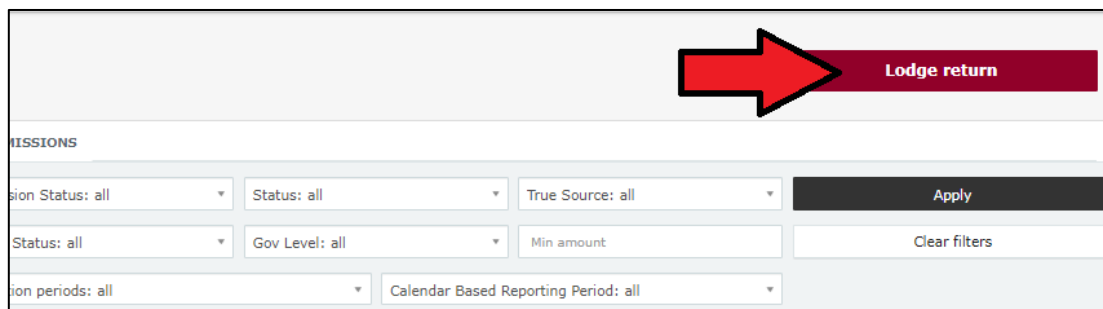 Lodge return
MISSIONS
sion Status: all
Status: all
True Source: all
Apply
Status: all
Gov Level: all
Min amount
Clear filters
ion periods: all
Calendar Based Reporting Period: all